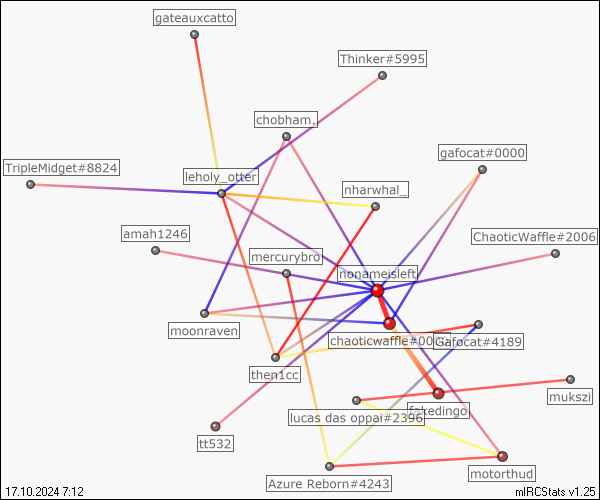 gateauxcatto
Thinker#5995
chobham.
gafocat#0000
TripleMidget#8824
leholy_otter
nharwhal_
amah1246
ChaoticWaffle#2006
mercurybro
nonameisleft
moonraven
chaoticwaffle#00
Gafocat#4189
then1cc
mukszi
fakedingo
lucas das oppai#2396
tt532
motorthud
Azure Reborn#4243
17.10.2024 7:12
mIRCStats v1.25